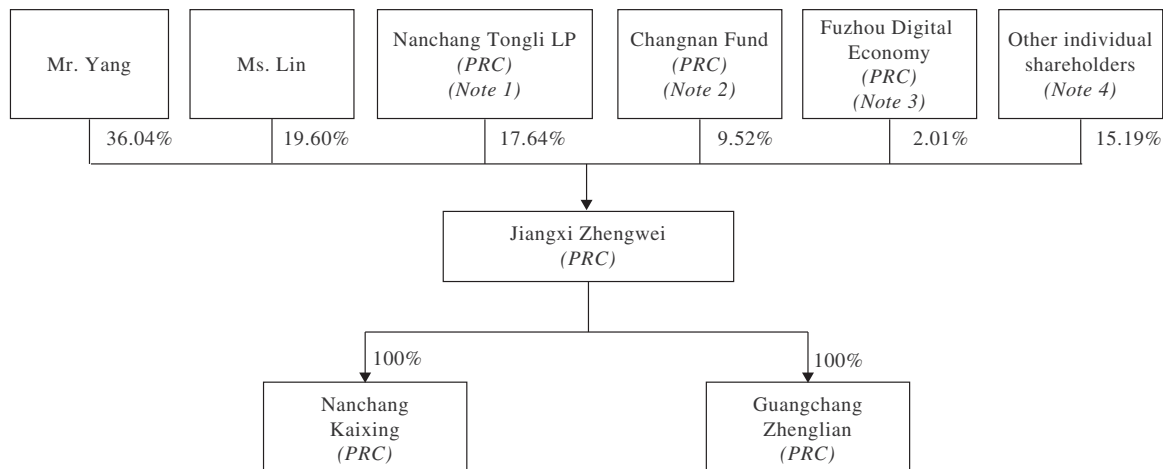 Mr. Yang
Ms. Lin
Nanchang Tongli LP
(PRC)
(Note 1)
Changnan Fund
(PRC)
(Note 2)
Fuzhou Digital
Economy
(PRC)
(Note 3)
Other individual
shareholders
(Note 4)
36.04%
19.60%
17.64%
9.52%
2.01%
15.19%
Jiangxi Zhengwei
(PRC)
100%
100%
Nanchang
Kaixing
(PRC)
Guangchang
Zhenglian
(PRC)